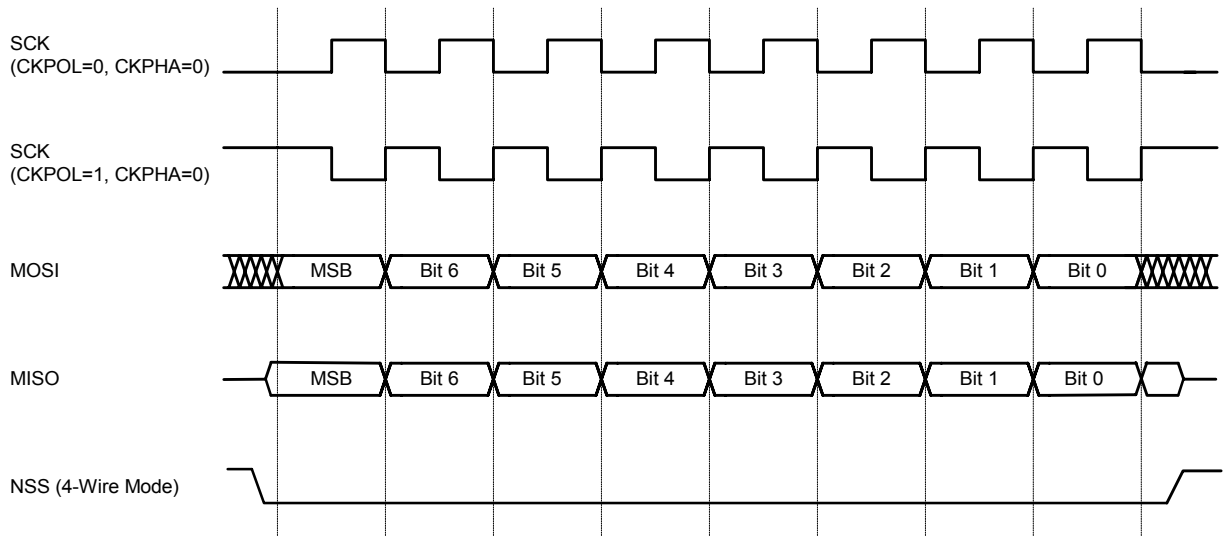 SCK
(CKPOL=0, CKPHA=0)
SCK
(CKPOL=1, CKPHA=0)
MOSI
MSB Bit 6 Bit 5 Bit 4 Bit 3 Bit 2 Bit 1 Bit 0
MISO
MSB Bit 6 Bit 5 Bit 4 Bit 3 Bit 2 Bit 1 Bit 0
NSS (4-Wire Mode)